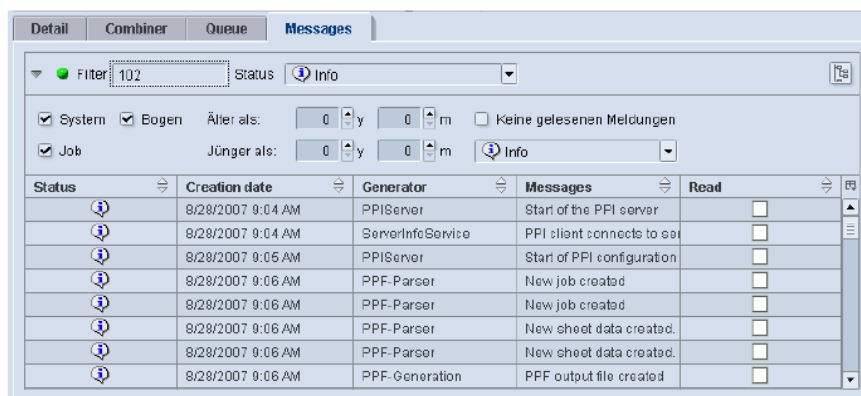 Detail Combiner Queue Messages
Filter 102 Status Info
System Bogen Älter als: 0 y 0 m Keine gelesenen Meldungen
Job Jünger als: 0 y 0 m Info
Status Creation date Generator Messages Read
8/28/2007 9:04 AM PPIServer Start of the PPI server
8/28/2007 9:04 AM ServerInfoService PPI client connects to ser
8/28/2007 9:05 AM PPIServer Start of PPI configuration
8/28/2007 9:06 AM PPF-Parser New job created
8/28/2007 9:06 AM PPF-Parser New job created
8/28/2007 9:06 AM PPF-Parser New sheet data created.
8/28/2007 9:06 AM PPF-Parser New sheet data created.
8/28/2007 9:06 AM PPF-Generation PPF output file created